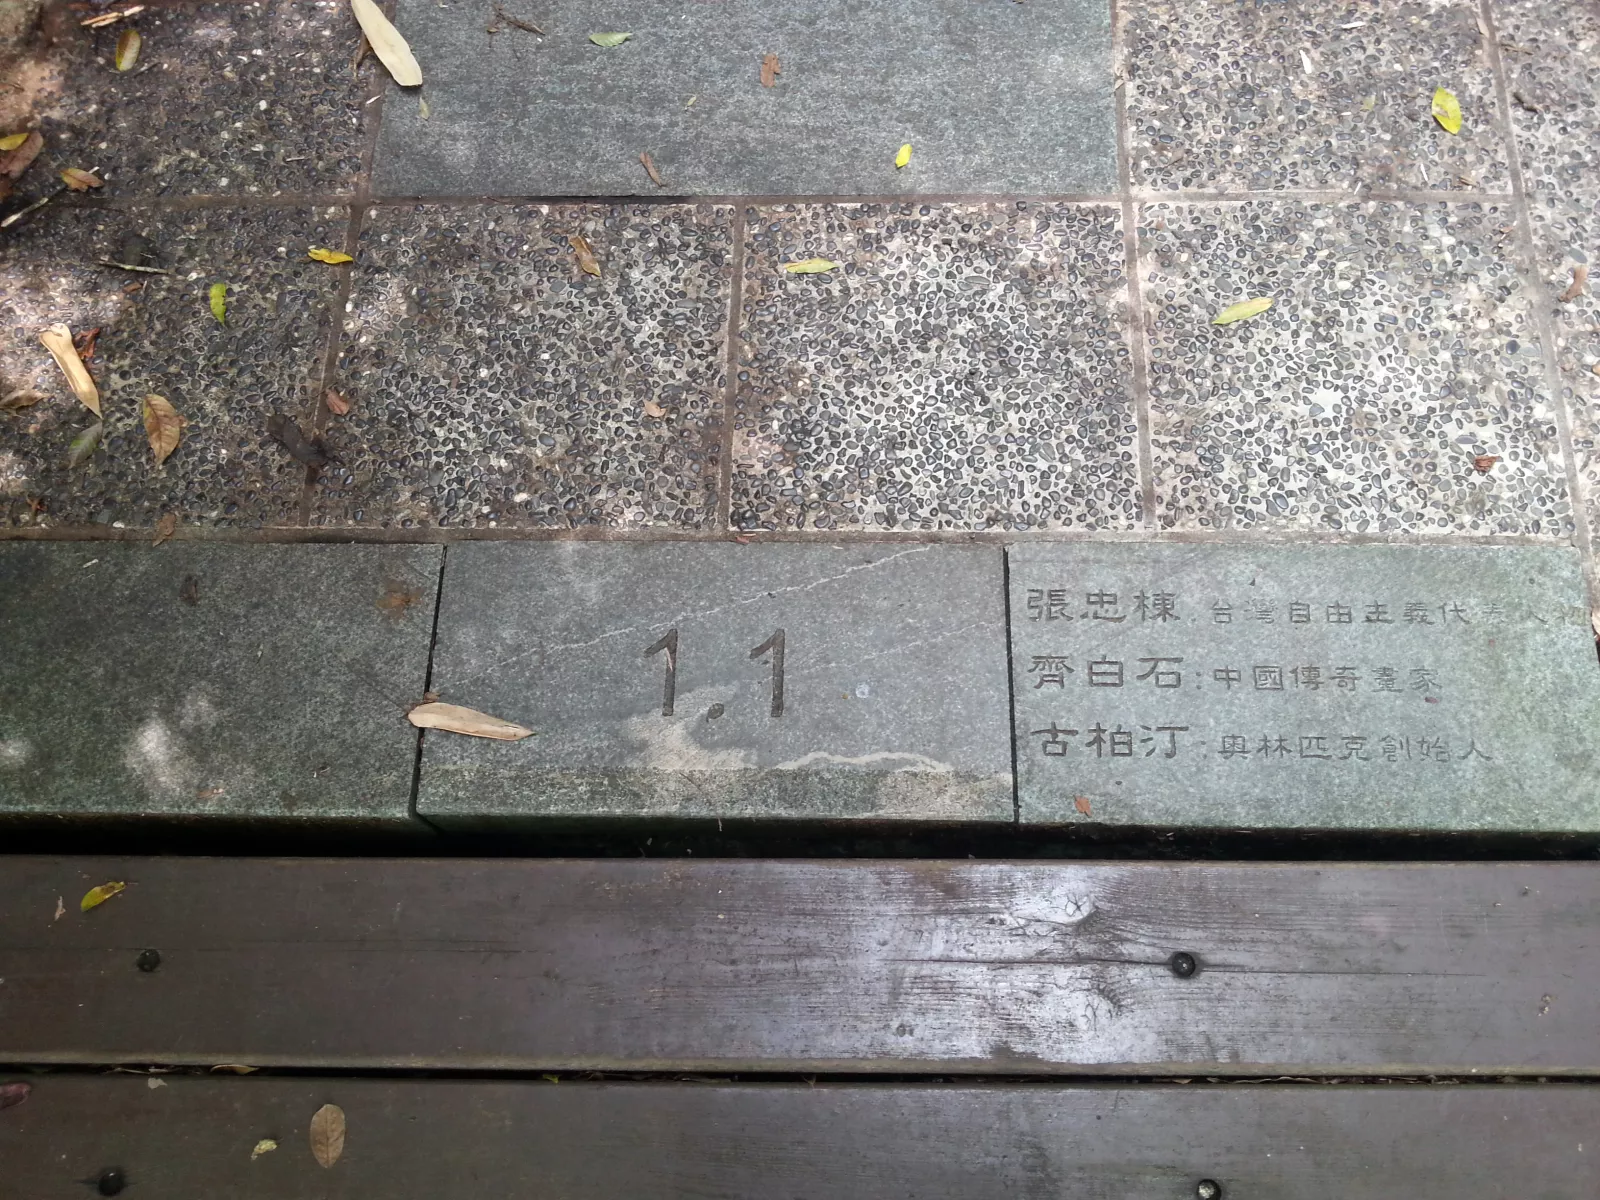 1.1
張忠棟:台灣自由主義代表人物
齊白石:中國傳奇畫家
古柏汀:奧林匹克創始人